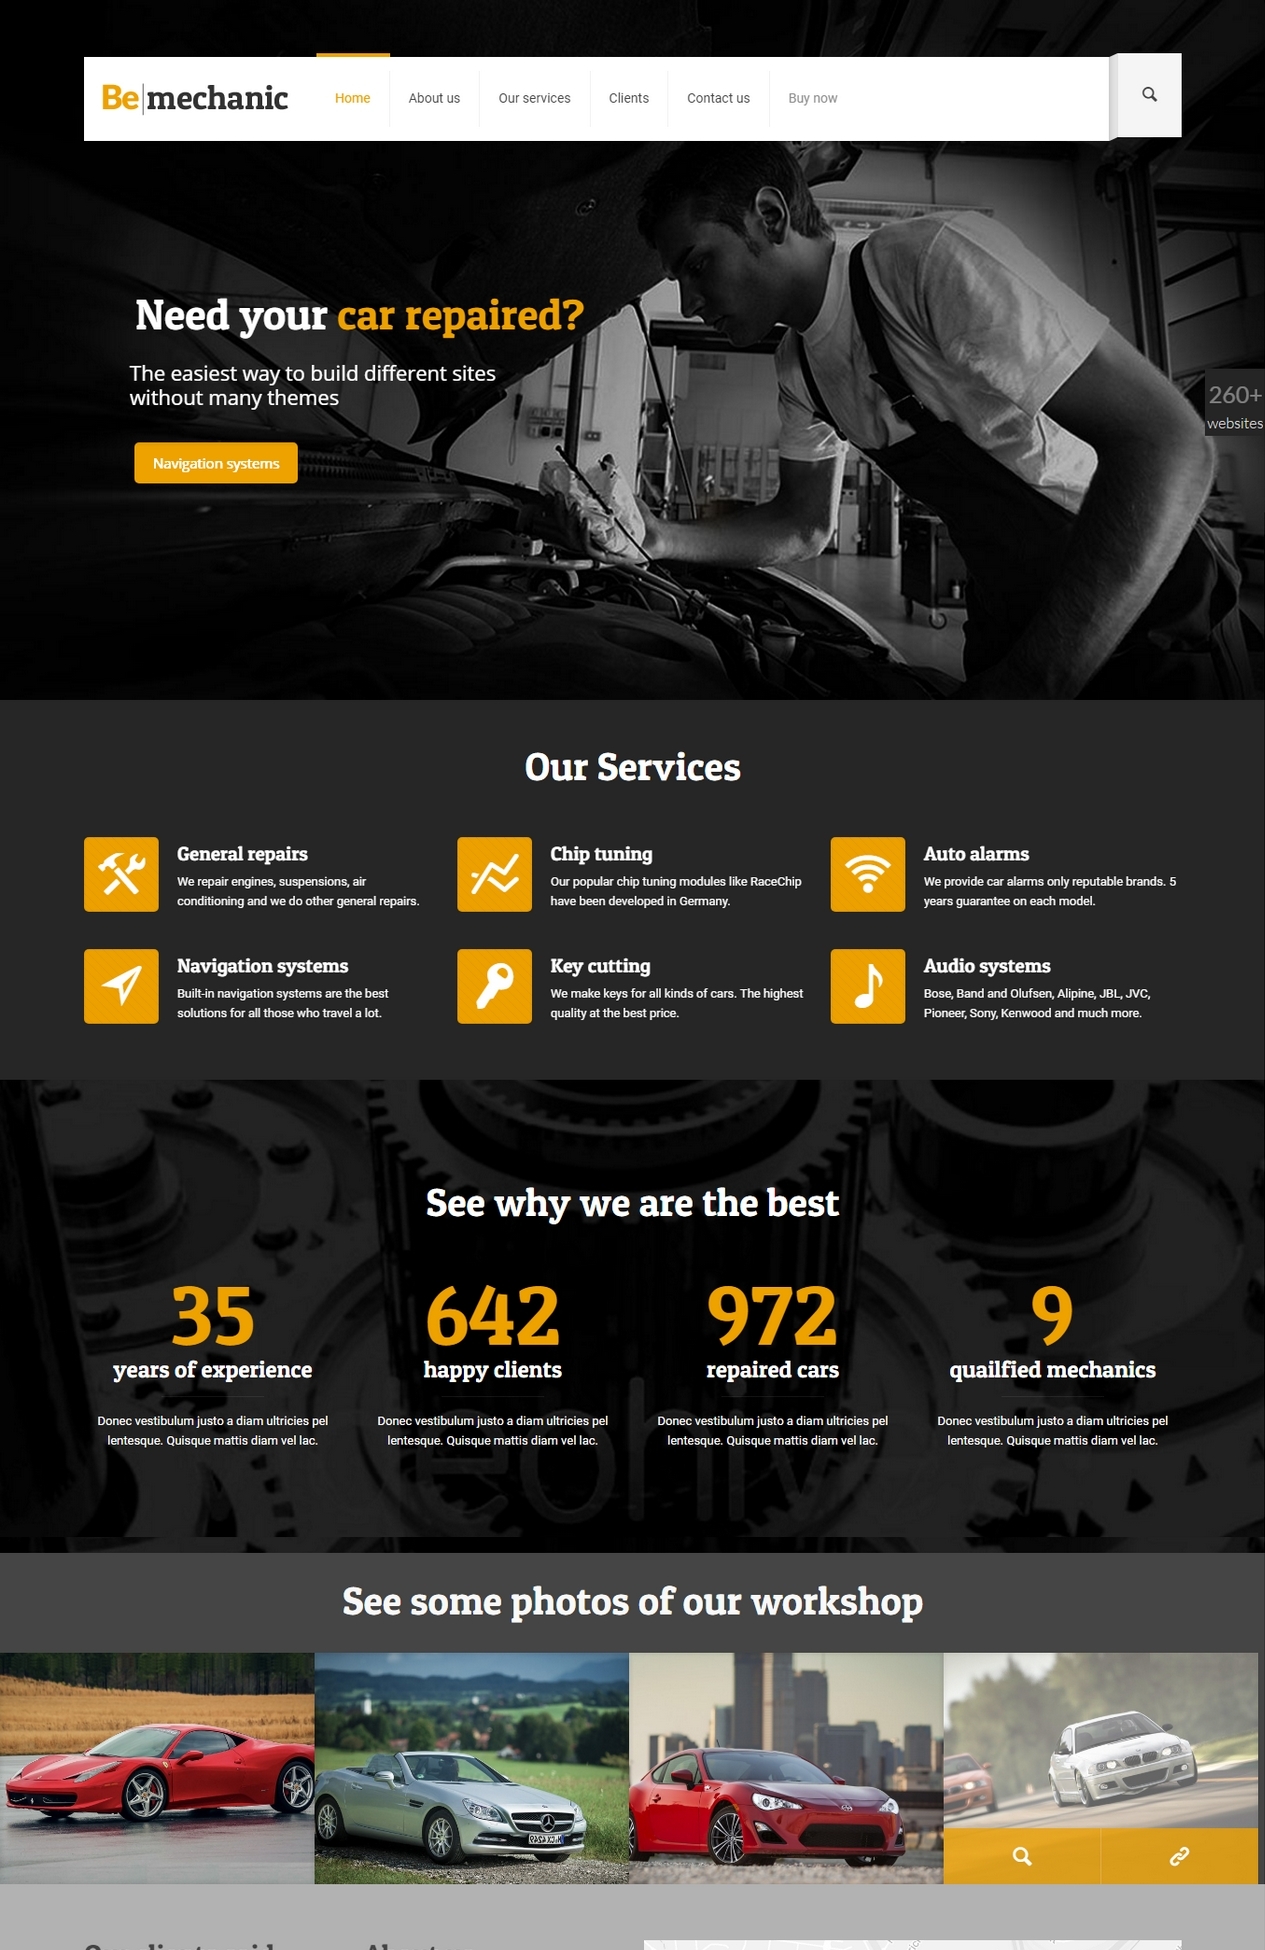 Be mechanic
Home
About us
Our services
Clients
Contact us
Buy now
Need your car repaired?
The easiest way to build different sites
without many themes
Navigation systems
260+
websites
Our Services
General repairs
We repair engines, suspensions, air
conditioning and we do other general repairs.
Chip tuning
Our popular chip tuning modules like RaceChip
have been developed in Germany.
Auto alarms
We provide car alarms only reputable brands. 5
years guarantee on each model.
Navigation systems
Built-in navigation systems are the best
solutions for all those who travel a lot.
Key cutting
We make keys for all kinds of cars. The highest
quality at the best price.
Audio systems
Bose, Band and Olufsen, Alipine, JBL, JVC,
Pioneer, Sony, Kenwood and much more.
See why we are the best
35
years of experience
Donec vestibulum justo a diam ultricies pel
lentesque. Quisque mattis diam vel lac.
642
happy clients
Donec vestibulum justo a diam ultricies pel
lentesque. Quisque mattis diam vel lac.
972
repaired cars
Donec vestibulum justo a diam ultricies pel
lentesque. Quisque mattis diam vel lac.
9
quailfied mechanics
Donec vestibulum justo a diam ultricies pel
lentesque. Quisque mattis diam vel lac.
See some photos of our workshop